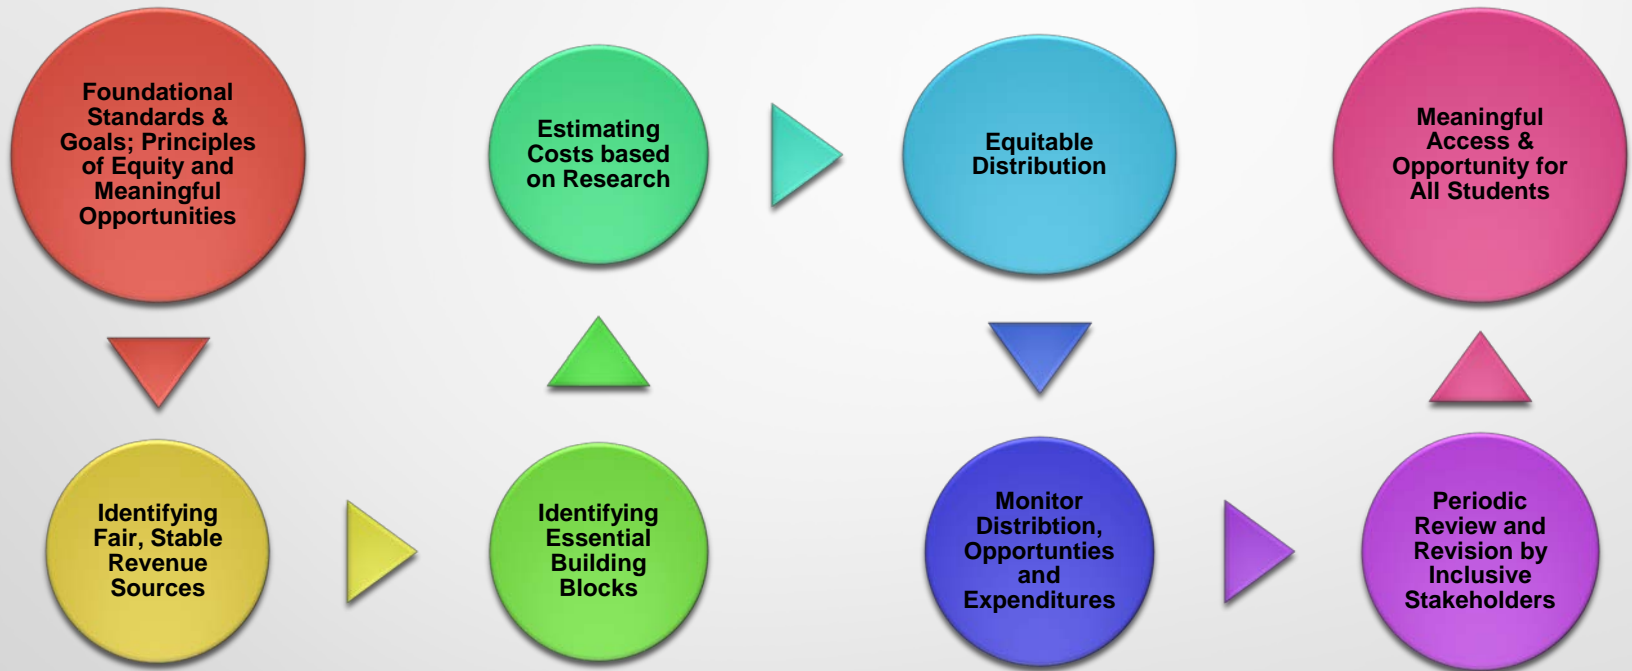 Foundational
Standards &
Goals; Principles
of Equity and
Meaningful
Opportunities
Identifying
Fair, Stable
Revenue
Sources
Identifying
Essential
Building
Blocks
Estimating
Costs based
on Research
Equitable
Distribution
Monitor
Distribtion,
Opportunties
and
Expenditures
Periodic
Review and
Revision by
Inclusive
Stakeholders
Meaningful
Access &
Opportunity for
All Students